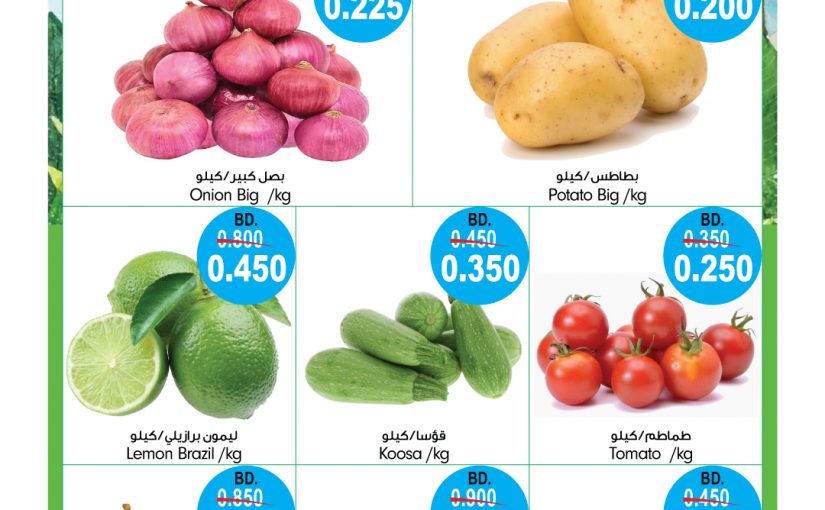 0.225
0.200
بصل كبير/كيلو
Onion Big /kg
بطاطس/كيلو
Potato Big /kg
BD.
0.800
0.450
BD.
0.450
0.350
BD.
0.350
0.250
ليمون برازيلي/كيلو
Lemon Brazil /kg
قؤسا/كيلو
Koosa /kg
طماطم/كيلو
Tomato /kg
BD.
0.850
BD.
0.900
BD.
0.450